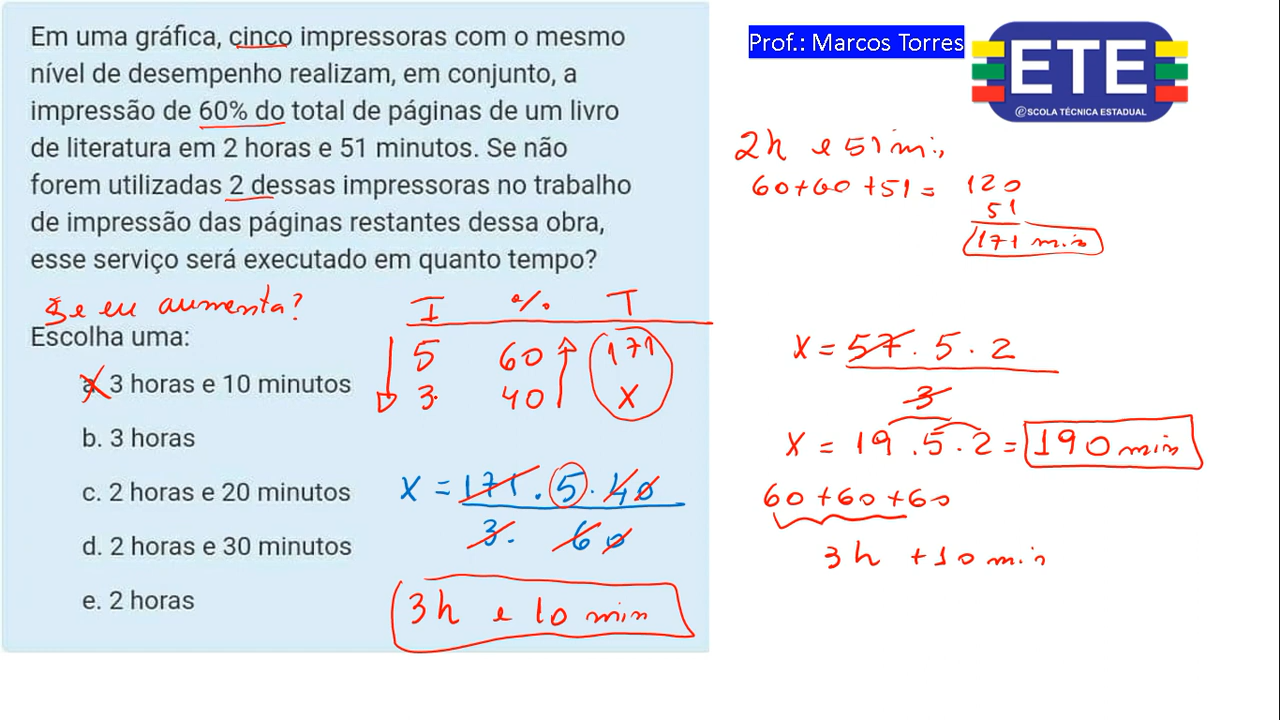 Em uma gráfica, cinco impressoras com o mesmo
nível de desempenho realizam, em conjunto, a
impressão de 60% do total de páginas de um livro
de literatura em 2 horas e 51 minutos. Se não
forem utilizadas 2 dessas impressoras no trabalho
de impressão das páginas restantes dessa obra,
esse serviço será executado em quanto tempo?
Se eu aumenta?
Escolha uma:
a. 3 horas e 10 minutos
b. 3 horas
c. 2 horas e 20 minutos
d. 2 horas e 30 minutos
e. 2 horas
I % T
5 60 171
3 40 X
X = 171 . 5 . 40
3 . 60
3h e 10 min
Prof.: Marcos Torres
ETE
ESCOLA TÉCNICA ESTADUAL
2h e 51 mi
60+60+51= 120
51
171 min
X = 57 . 5 . 2
3
X = 19 . 5 . 2 = 190 min
60+60+60
3h +10 min